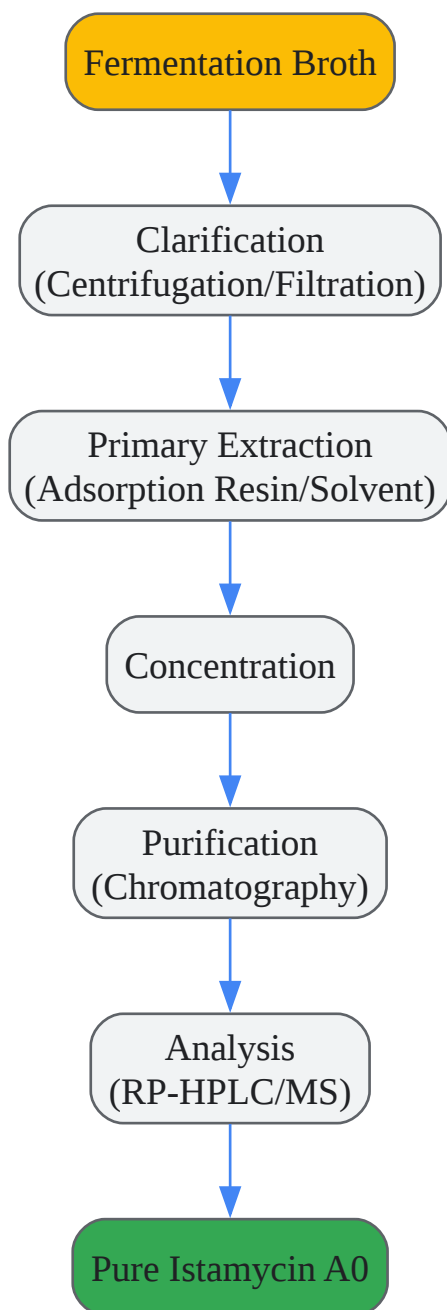 Fermentation Broth
Clarification
(Centrifugation/Filtration)
Primary Extraction
(Adsorption Resin/Solvent)
Concentration
Purification
(Chromatography)
Analysis
(RP-HPLC/MS)
Pure Istamycin A0